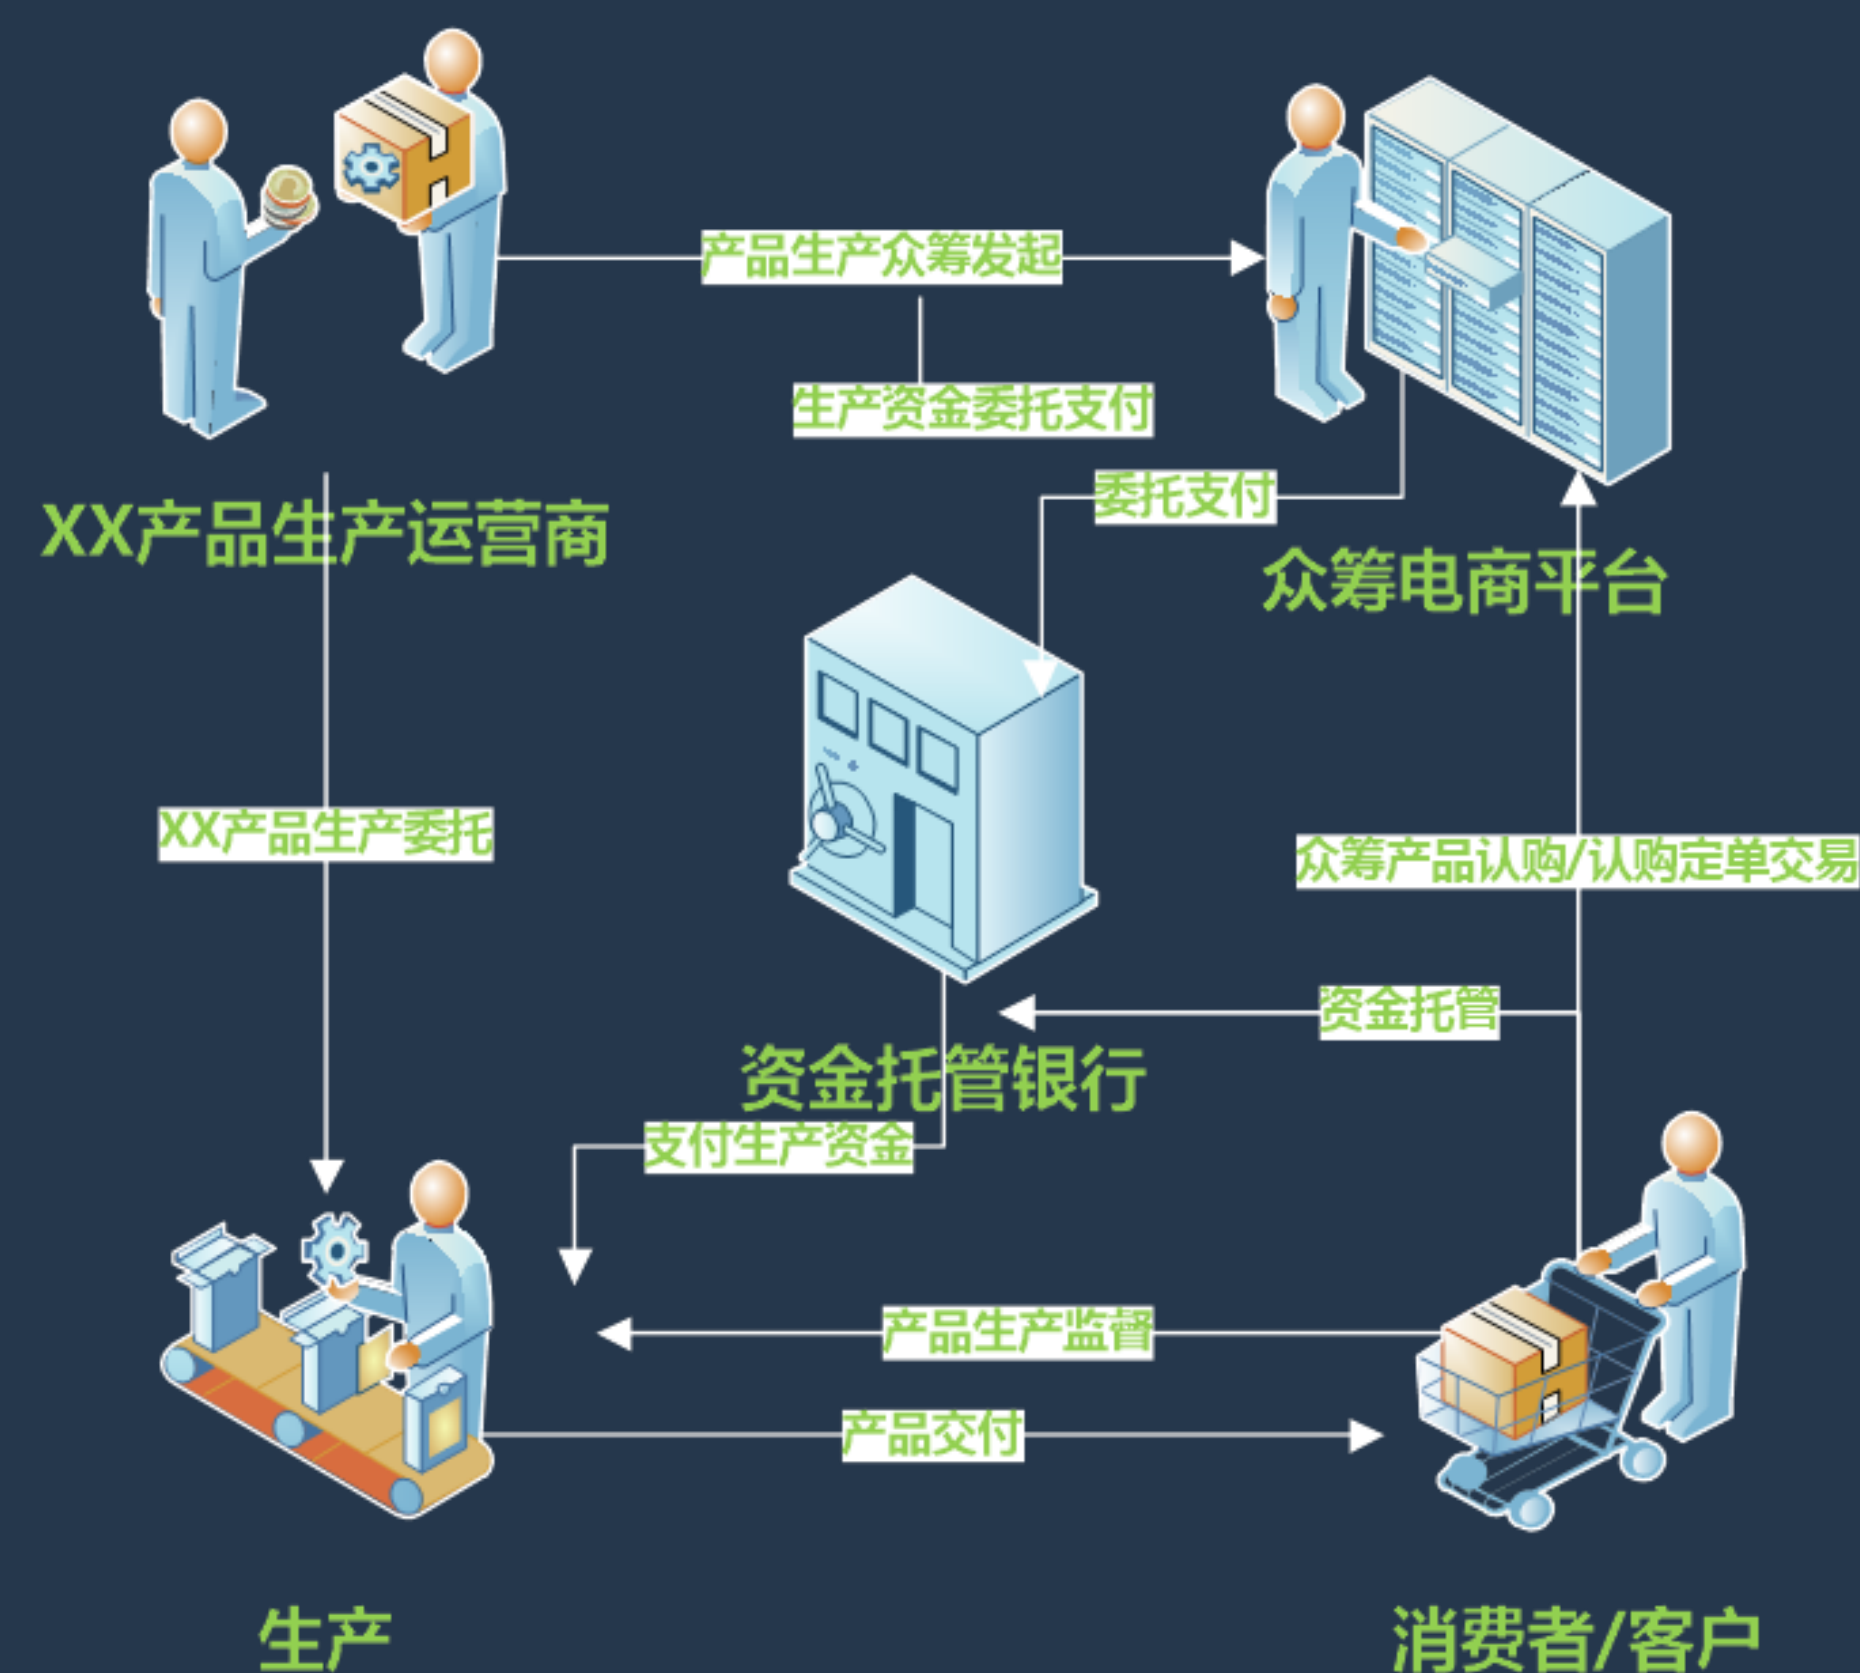 产品生产众筹发起
生产资金委托支付
委托支付
XX产品生产运营商
众筹电商平台
XX产品生产委托
众筹产品认购/认购定单交易
资金托管
资金托管银行
支付生产资金
产品生产监督
产品交付
生产
消费者/客户